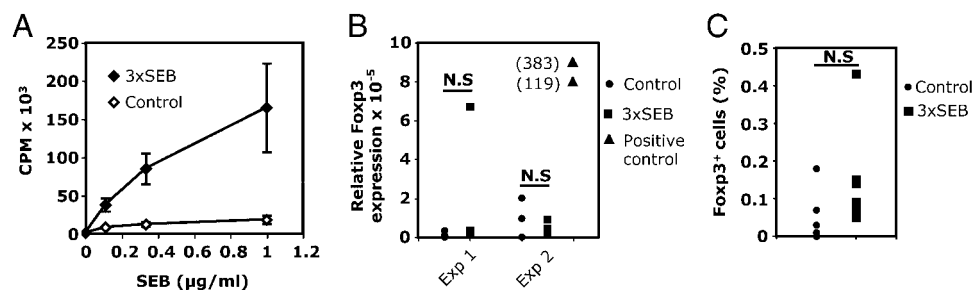 A
250
200
150
100
50
0
CPM x 10³
3xSEB
Control
0 0.2 0.4 0.6 0.8 1 1.2
SEB (µg/ml)
B
10
8
6
4
2
0
Relative Foxp3
expression x 10⁻⁵
N.S
(383)
(119)
N.S
Exp 1
Exp 2
Control
3xSEB
Positive
control
C
0.5
0.4
0.3
0.2
0.1
0
Foxp3⁺ cells (%)
N.S
Control
3xSEB